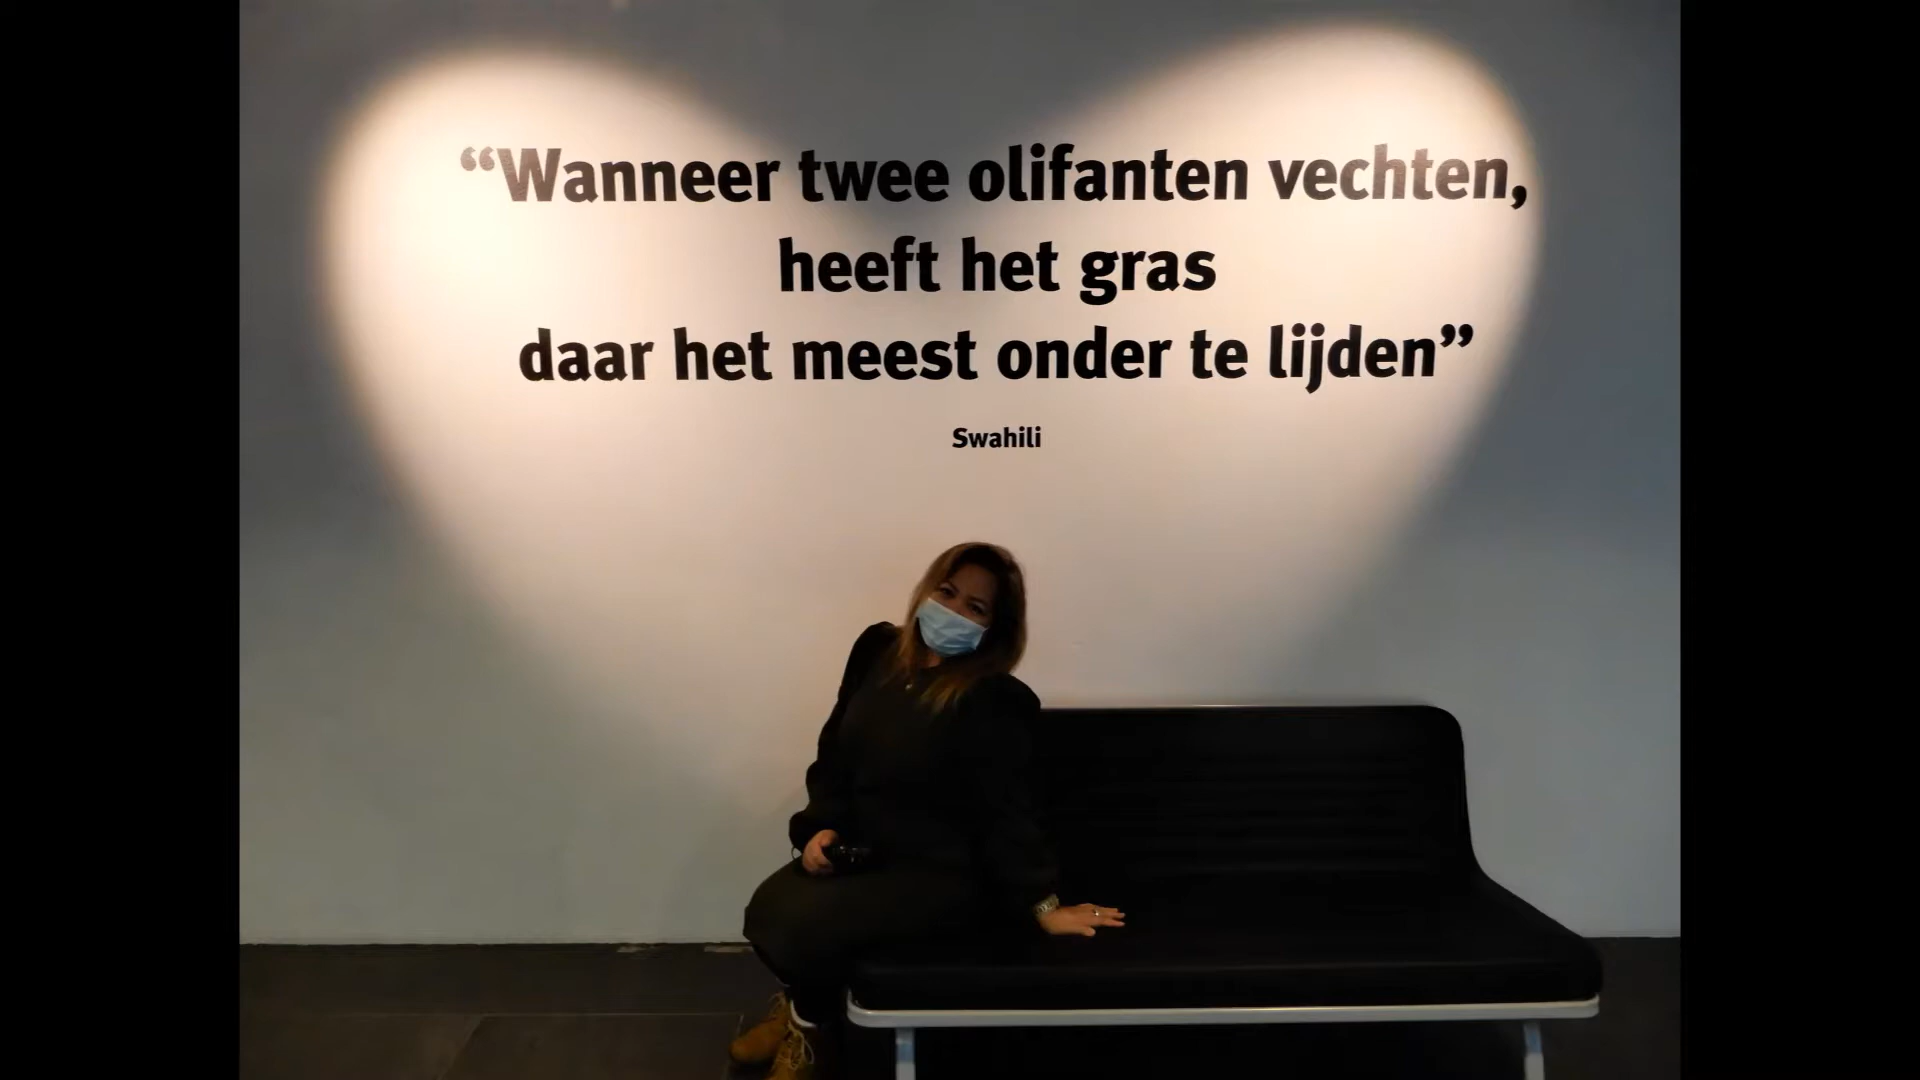 “Wanneer twee olifanten vechten,
heeft het gras
daar het meest onder te lijden”
Swahili